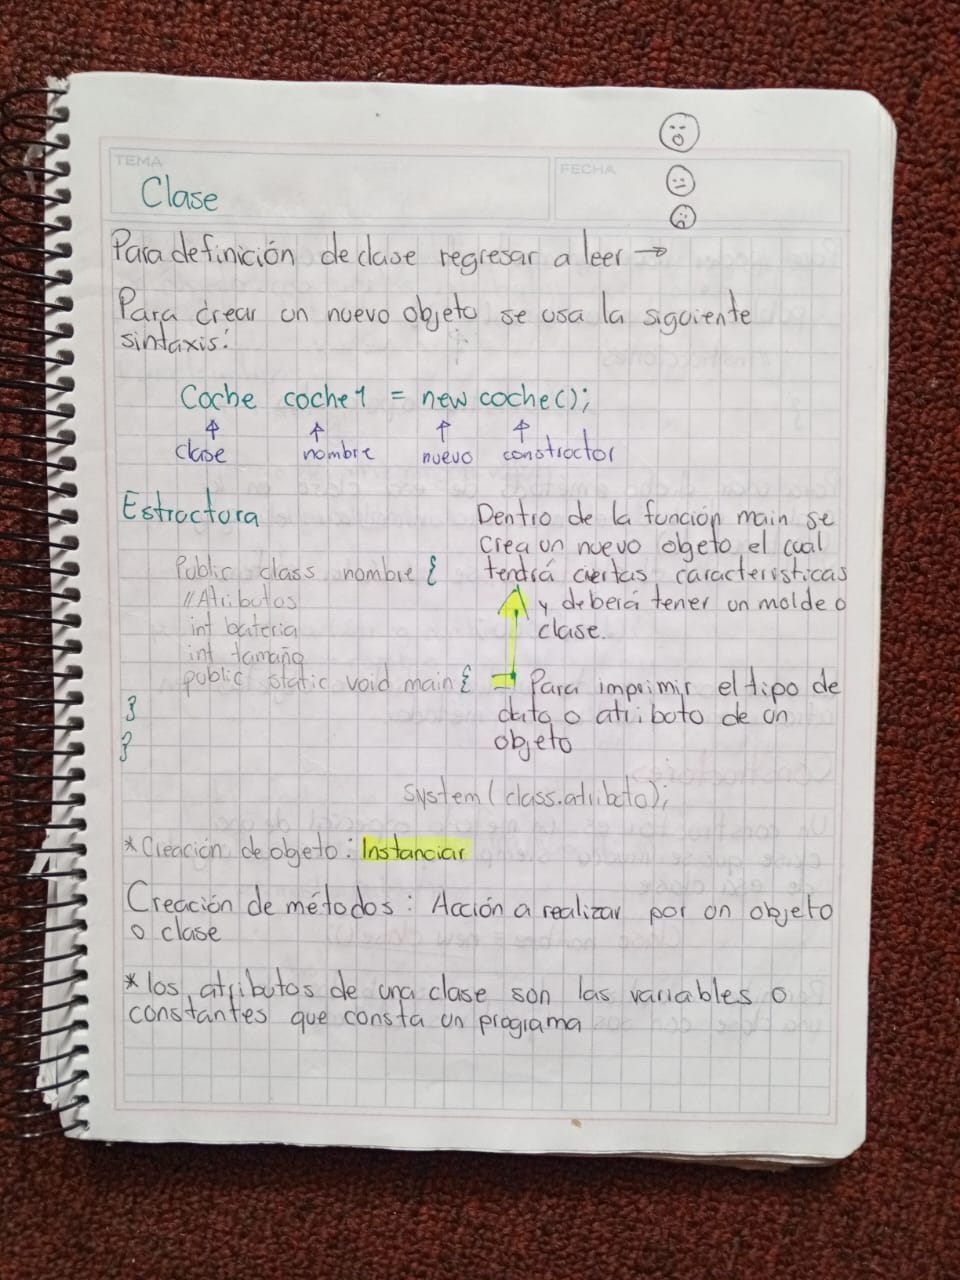 TEMA
Clase
FECHA
Para definición de clase regresar a leer →
Para crear un nuevo objeto se usa la siguiente
sintaxis:
Coche coche1 = new coche();
clase nombre nuevo constructor
Estructura
Public class nombre {
//Atributos
int bateria
int tamaño
public static void main {
}
}
Dentro de la función main se
crea un nuevo objeto el cual
tendrá ciertas características
y deberá tener un molde o
clase.
Para imprimir el tipo de
dato o atributo de un
objeto
system(class.atributo);
*Creación de objeto: Instanciar
Creación de métodos: Acción a realizar por un objeto
o clase
*los atributos de una clase son las variables o
constantes que consta un programa